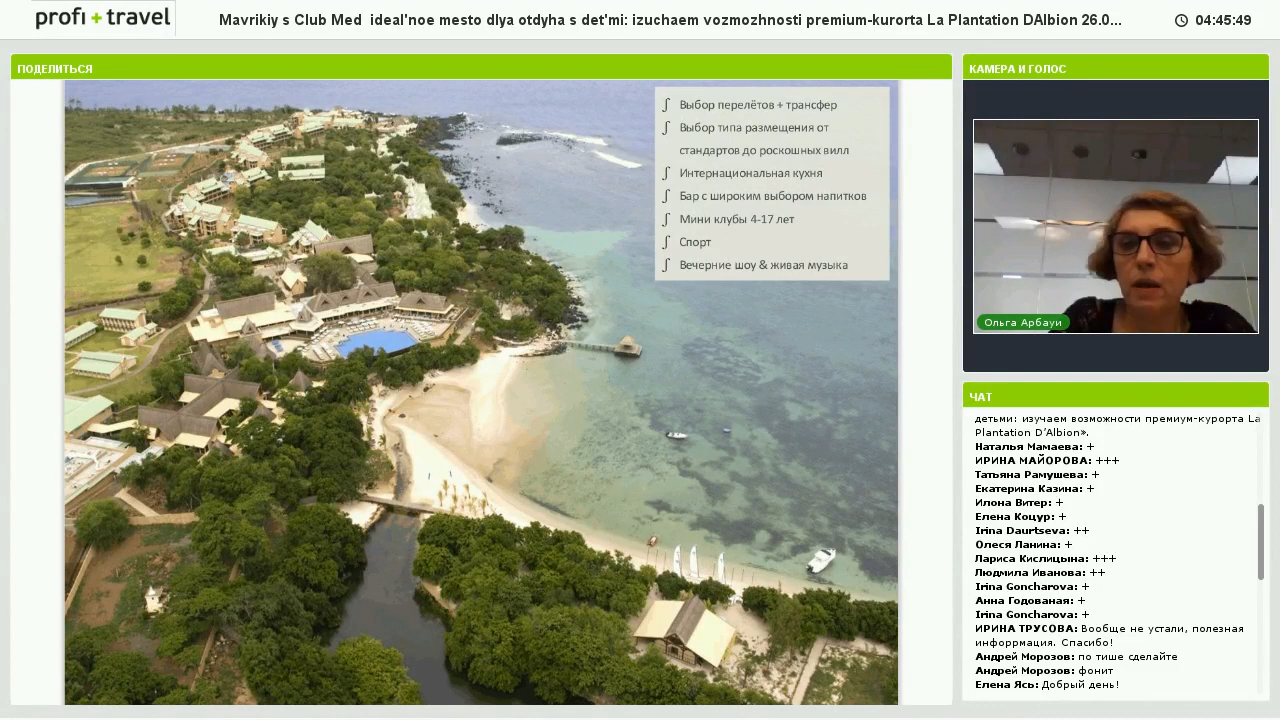 profi + travel
Mavrikiy s Club Med ideal'noe mesto dlya otdyha s det'mi: izuchaem vozmozhnosti premium-kurorta La Plantation DAlbion 26.0...
04:45:49
ПОДЕЛИТЬСЯ
ʃ Выбор перелётов + трансфер
ʃ Выбор типа размещения от
стандартов до роскошных вилл
ʃ Интернациональная кухня
ʃ Бар с широким выбором напитков
ʃ Мини клубы 4-17 лет
ʃ Спорт
ʃ Вечерние шоу & живая музыка
КАМЕРА И ГОЛОС
Ольга Арбауи
ЧАТ
детьми: изучаем возможности премиум-курорта La
Plantation D'Albion».
Наталья Мамаева: +
ИРИНА МАЙОРОВА: +++
Татьяна Рамушева: +
Екатерина Казина: +
Илона Витер: +
Елена Коцур: +
Irina Daurtseva: ++
Олеся Ланина: +
Лариса Кислицына: +++
Людмила Иванова: ++
Irina Goncharova: +
Анна Годованая: +
Irina Goncharova: +
ИРИНА ТРУСОВА: Вообще не устали, полезная
инфоррмация. Спасибо!
Андрей Морозов: по тише сделайте
Андрей Морозов: фонит
Елена Ясь: Добрый день!